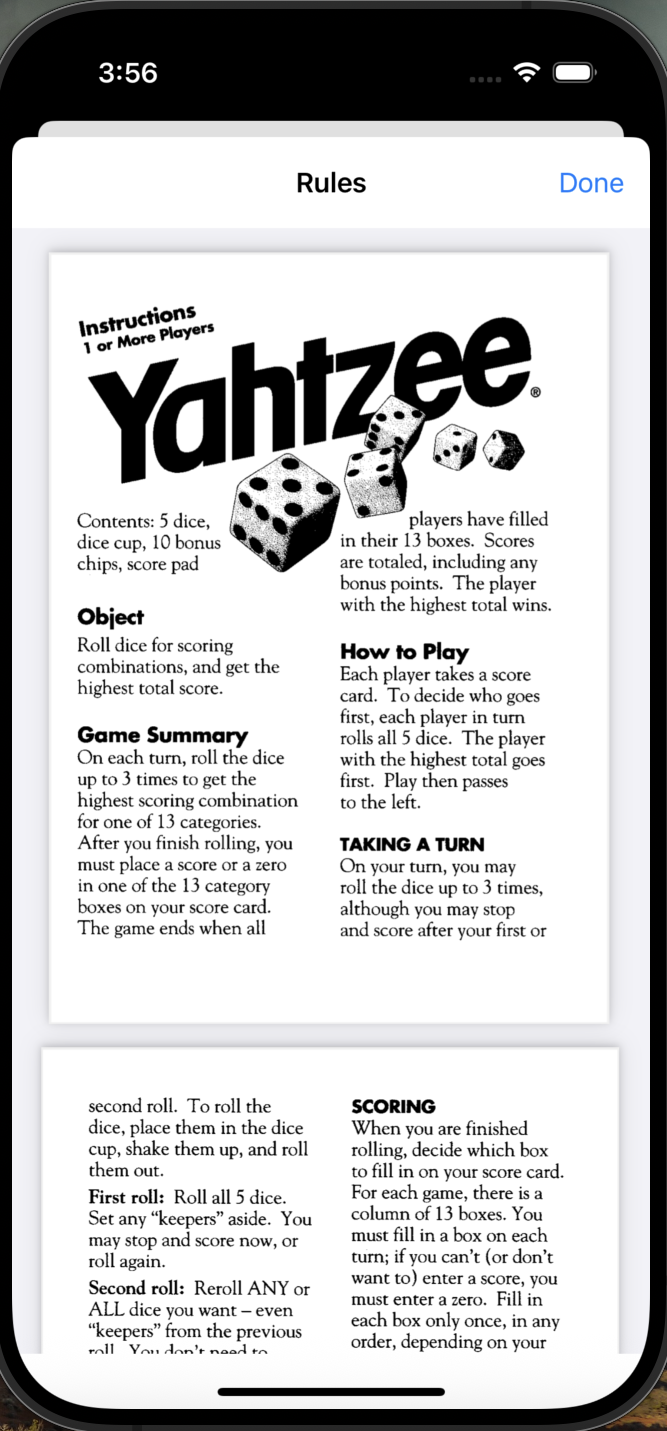 3:56
Rules
Done
Instructions
1 or More Players
Yahtzee®
Contents: 5 dice,
dice cup, 10 bonus
chips, score pad
Object
Roll dice for scoring
combinations, and get the
highest total score.
Game Summary
On each turn, roll the dice
up to 3 times to get the
highest scoring combination
for one of 13 categories.
After you finish rolling, you
must place a score or a zero
in one of the 13 category
boxes on your score card.
The game ends when all
players have filled
in their 13 boxes. Scores
are totaled, including any
bonus points. The player
with the highest total wins.
How to Play
Each player takes a score
card. To decide who goes
first, each player in turn
rolls all 5 dice. The player
with the highest total goes
first. Play then passes
to the left.
TAKING A TURN
On your turn, you may
roll the dice up to 3 times,
although you may stop
and score after your first or
second roll. To roll the
dice, place them in the dice
cup, shake them up, and roll
them out.
First roll: Roll all 5 dice.
Set any “keepers” aside. You
may stop and score now, or
roll again.
Second roll: Reroll ANY or
ALL dice you want – even
“keepers” from the previous
roll. You don’t need to
SCORING
When you are finished
rolling, decide which box
to fill in on your score card.
For each game, there is a
column of 13 boxes. You
must fill in a box on each
turn; if you can’t (or don’t
want to) enter a score, you
must enter a zero. Fill in
each box only once, in any
order, depending on your